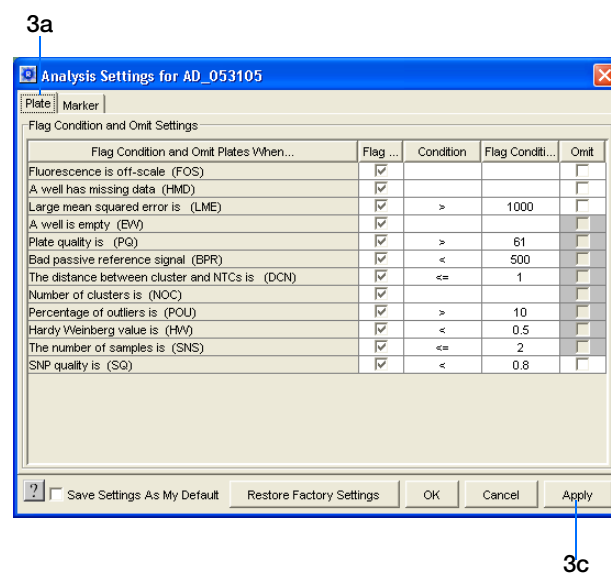 3a
Analysis Settings for AD_053105
Plate Marker
Flag Condition and Omit Settings
Flag Condition and Omit Plates When... Flag ... Condition Flag Conditi... Omit
Fluorescence is off-scale (FOS)
A well has missing data (HMD)
Large mean squared error is (LME) > 1000
A well is empty (EW)
Plate quality is (PQ) > 61
Bad passive reference signal (BPR) < 500
The distance between cluster and NTCs is (DCN) <= 1
Number of clusters is (NOC)
Percentage of outliers is (POU) > 10
Hardy Weinberg value is (HW) < 0.5
The number of samples is (SNS) <= 2
SNP quality is (SQ) < 0.8
? Save Settings As My Default Restore Factory Settings OK Cancel Apply
3c